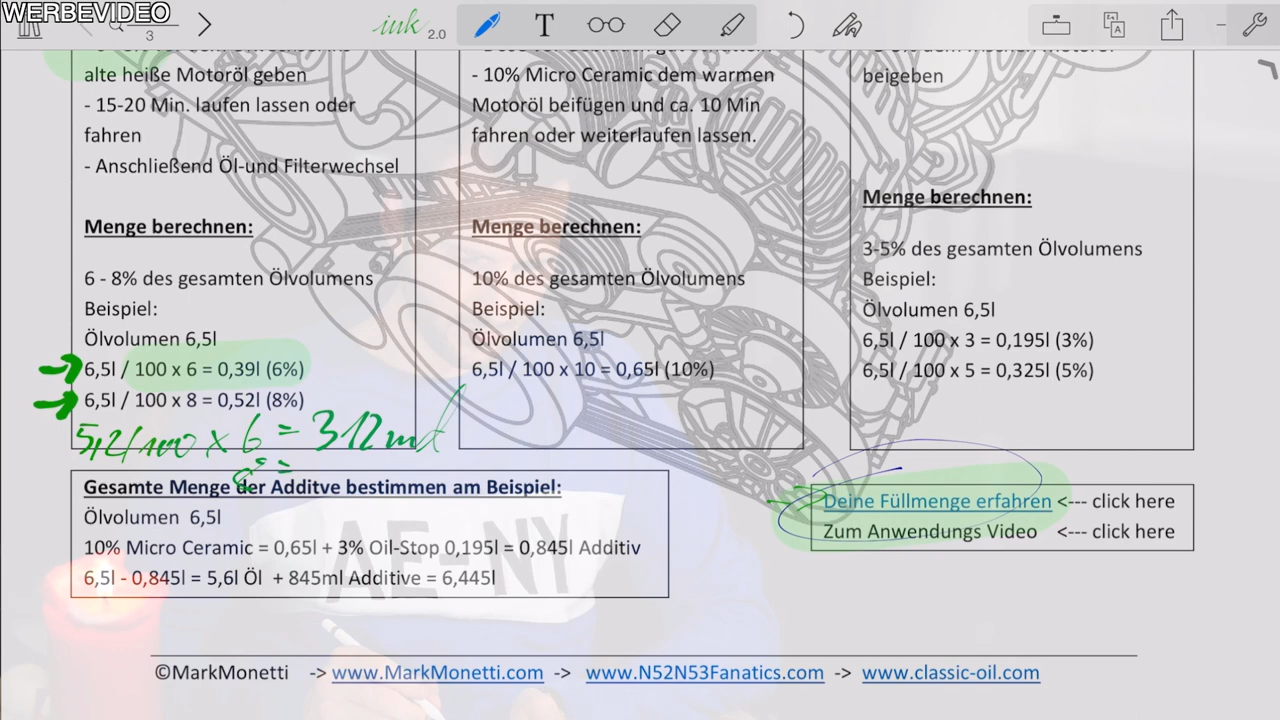 WERBEVIDEO
3
ink 2.0
T
alte heiße Motoröl geben
- 15-20 Min. laufen lassen oder
fahren
- Anschließend Öl-und Filterwechsel
Menge berechnen:
6 - 8% des gesamten Ölvolumens
Beispiel:
Ölvolumen 6,5l
6,5l / 100 x 6 = 0,39l (6%)
6,5l / 100 x 8 = 0,52l (8%)
5,2/100 x 6 = 312ml
8 =
- 10% Micro Ceramic dem warmen
Motoröl beifügen und ca. 10 Min
fahren oder weiterlaufen lassen.
Menge berechnen:
10% des gesamten Ölvolumens
Beispiel:
Ölvolumen 6,5l
6,5l / 100 x 10 = 0,65l (10%)
beigeben
Menge berechnen:
3-5% des gesamten Ölvolumens
Beispiel:
Ölvolumen 6,5l
6,5l / 100 x 3 = 0,195l (3%)
6,5l / 100 x 5 = 0,325l (5%)
Gesamte Menge der Additve bestimmen am Beispiel:
Ölvolumen 6,5l
10% Micro Ceramic = 0,65l + 3% Oil-Stop 0,195l = 0,845l Additiv
6,5l - 0,845l = 5,6l Öl + 845ml Additive = 6,445l
Deine Füllmenge erfahren <--- click here
Zum Anwendungs Video <--- click here
AE-NY
©MarkMonetti -> www.MarkMonetti.com -> www.N52N53Fanatics.com -> www.classic-oil.com